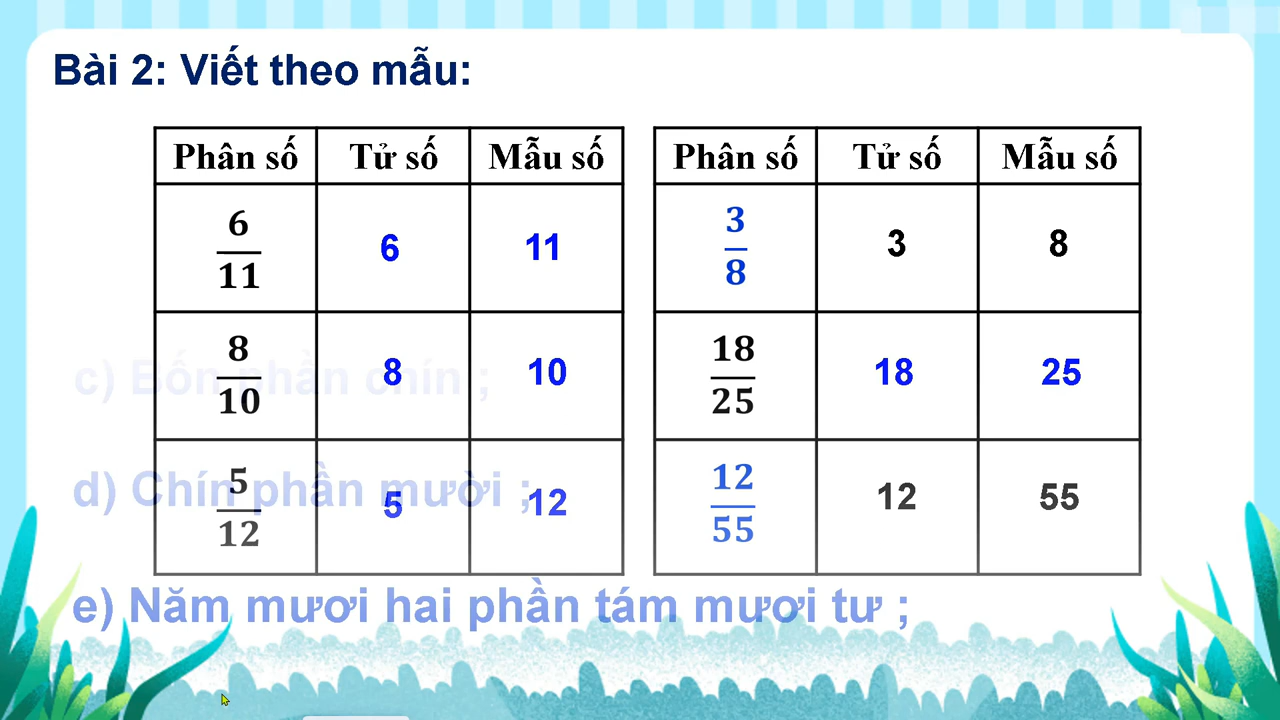 Bài 2: Viết theo mẫu:
Phân số Tử số Mẫu số Phân số Tử số Mẫu số
6/11 6 11 3/8 3 8
8/10 8 10 18/25 18 25
c) Bốn phần chín ;
5/12 5 12 12/55 12 55
d) Chín phần mười ;
e) Năm mươi hai phần tám mươi tư ;